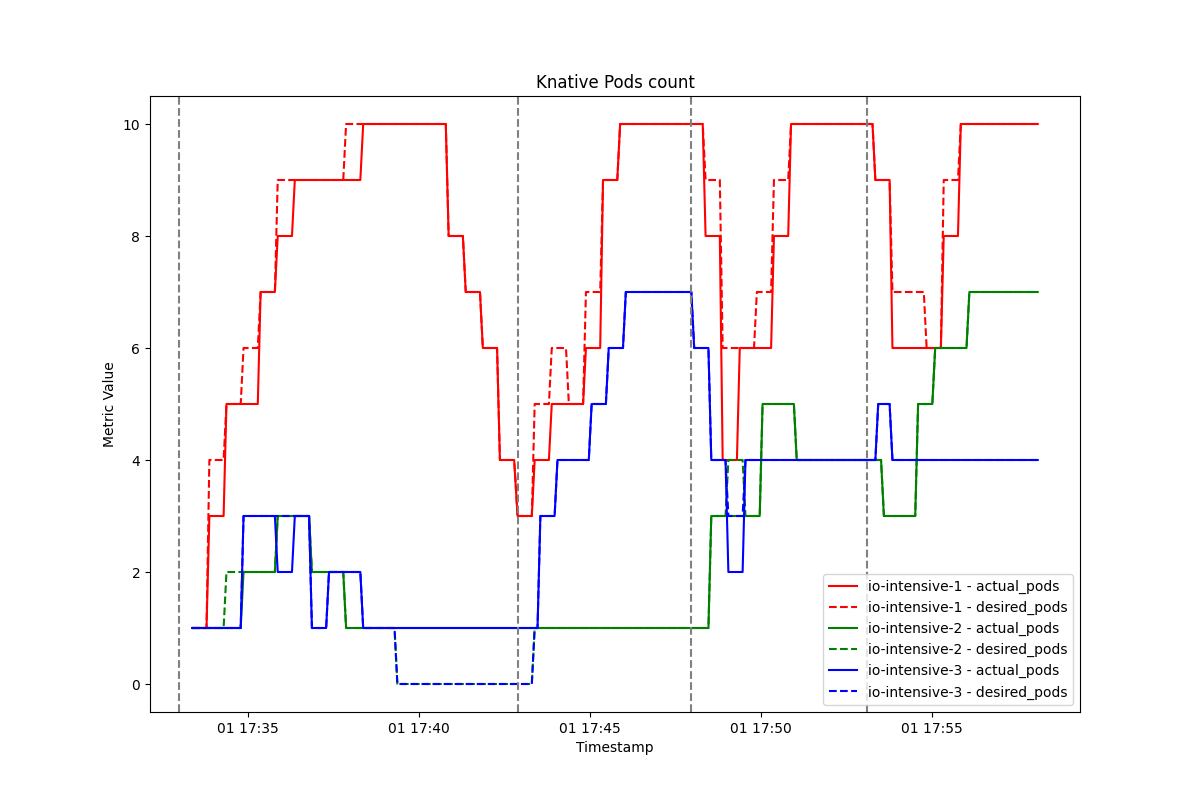 Knative Pods count
Metric Value
10
8
6
4
2
0
io-intensive-1 - actual_pods
io-intensive-1 - desired_pods
io-intensive-2 - actual_pods
io-intensive-2 - desired_pods
io-intensive-3 - actual_pods
io-intensive-3 - desired_pods
01 17:35 01 17:40 01 17:45 01 17:50 01 17:55
Timestamp